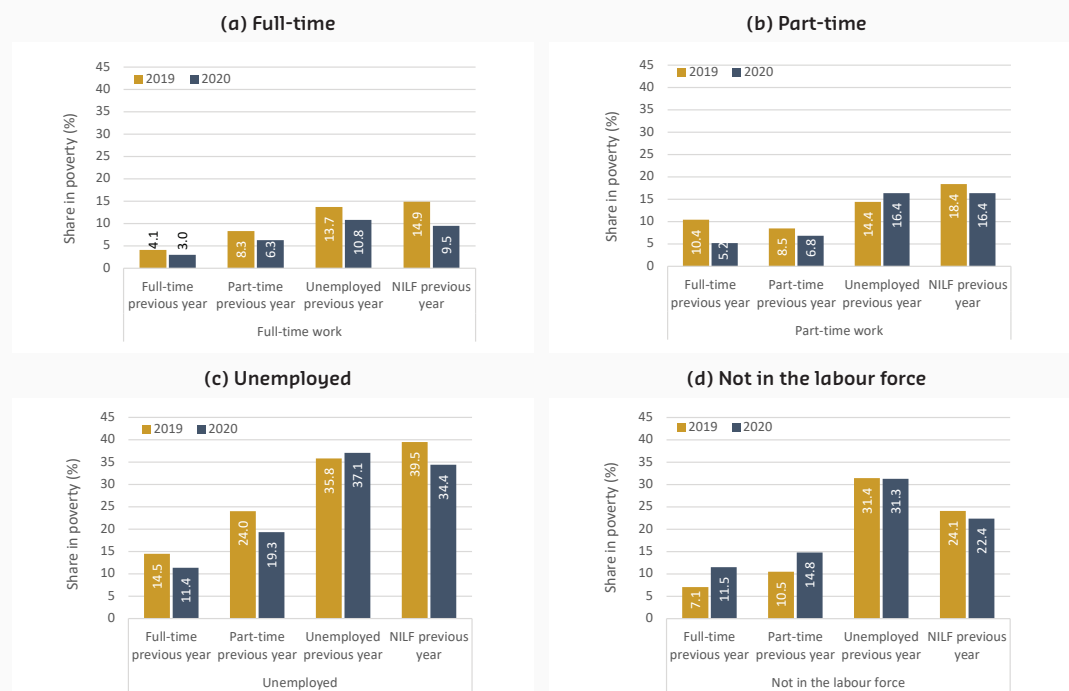 (a) Full-time
45
40
35
30
25
20
15
10
5
0
Share in poverty (%)
2019 2020
4.1 3.0 8.3 6.3 13.7 10.8 14.9 9.5
Full-time Part-time Unemployed NILF previous
previous year previous year previous year year
Full-time work
(b) Part-time
45
40
35
30
25
20
15
10
5
0
Share in poverty (%)
2019 2020
10.4 5.2 8.5 6.8 14.4 16.4 18.4 16.4
Full-time Part-time Unemployed NILF previous
previous year previous year previous year year
Part-time work
(c) Unemployed
45
40
35
30
25
20
15
10
5
0
Share in poverty (%)
2019 2020
14.5 11.4 24.0 19.3 35.8 37.1 39.5 34.4
Full-time Part-time Unemployed NILF previous
previous year previous year previous year year
Unemployed
(d) Not in the labour force
45
40
35
30
25
20
15
10
5
0
Share in poverty (%)
2019 2020
7.1 11.5 10.5 14.8 31.4 31.3 24.1 22.4
Full-time Part-time Unemployed NILF previous
previous year previous year previous year year
Not in the labour force